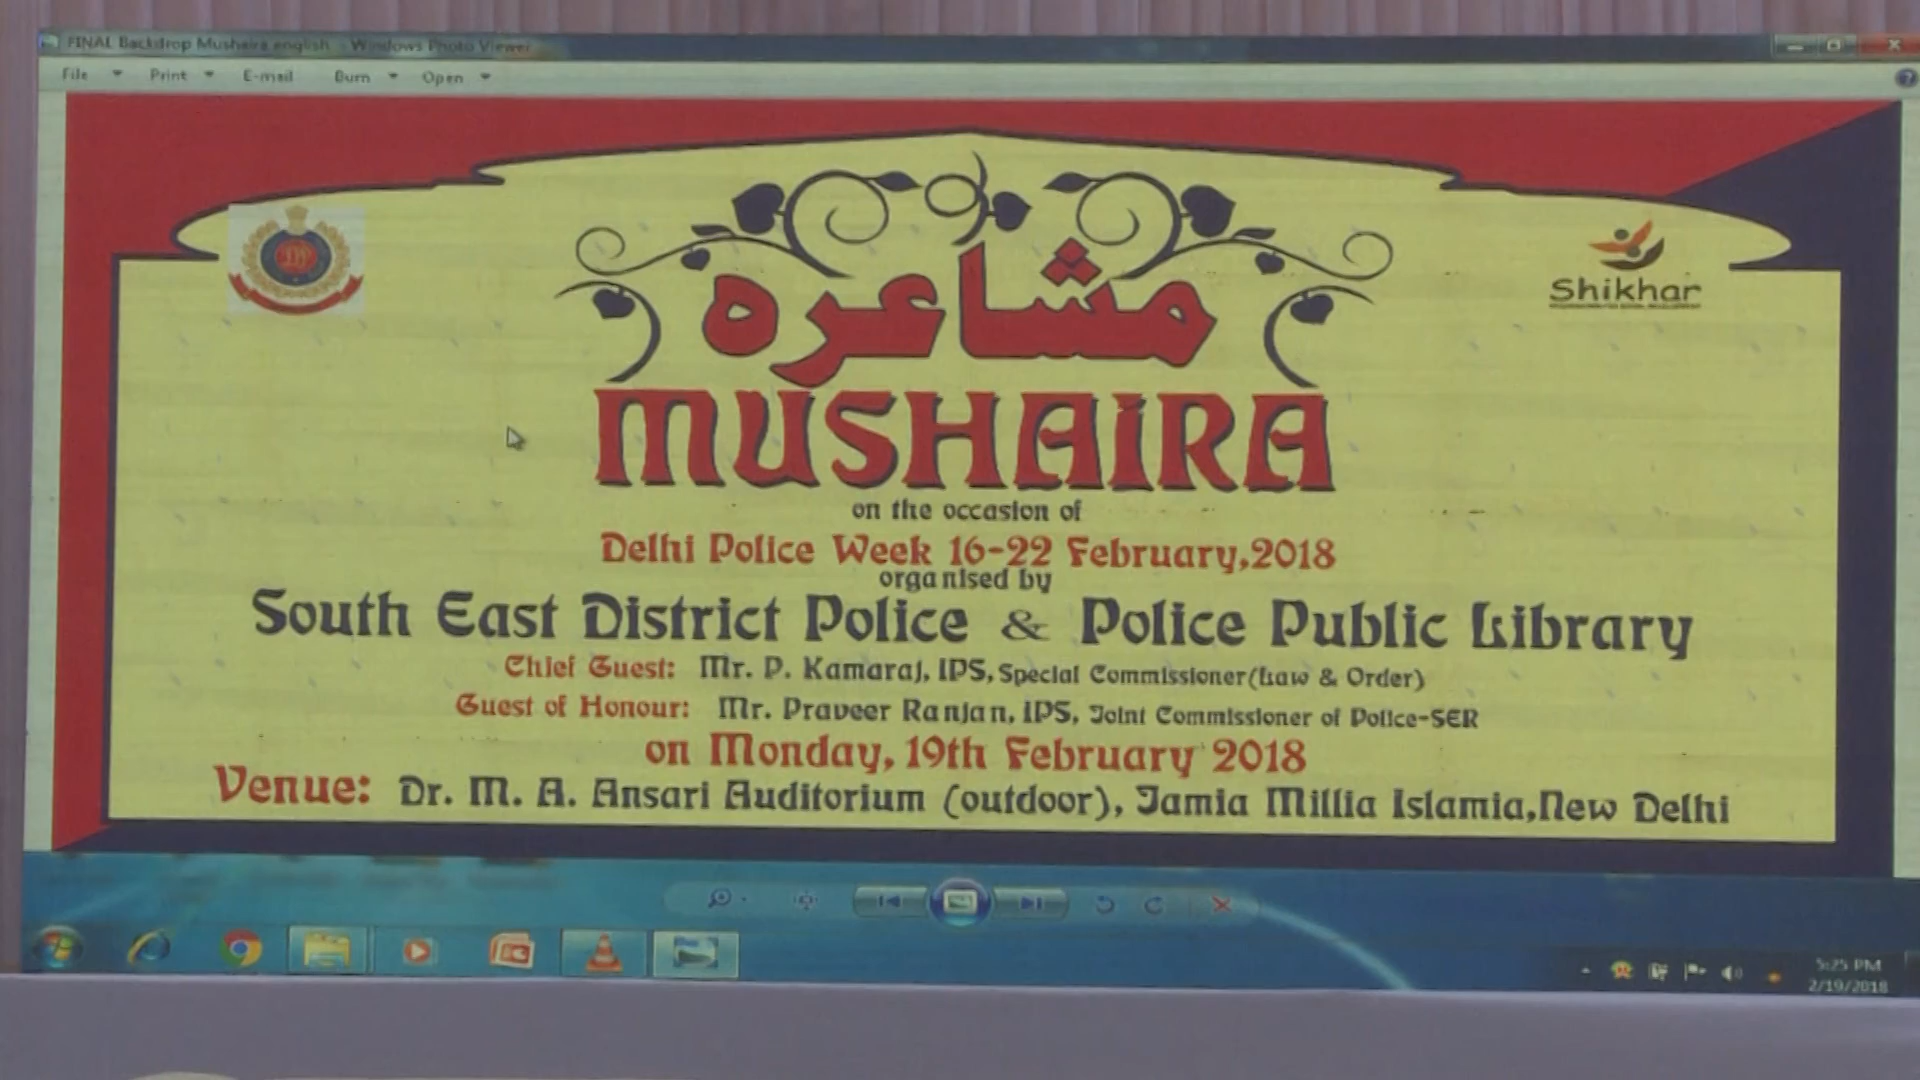 FINAL Backdrop Mushaira english - Windows Photo Viewer
File Print E-mail Burn Open
DP
Shikhar
مشاعرہ
MUSHAIRA
on the occasion of
Delhi Police Week 16-22 February,2018
organised by
South East District Police & Police Public Library
Chief Guest: Mr. P. Kamaraj, IPS, Special Commissioner(Law & Order)
Guest of Honour: Mr. Praveer Ranjan, IPS, Joint Commissioner of Police-SER
on Monday, 19th February 2018
Venue: Dr. M. A. Ansari Auditorium (outdoor), Jamia Millia Islamia,New Delhi
5:25 PM
2/19/2018